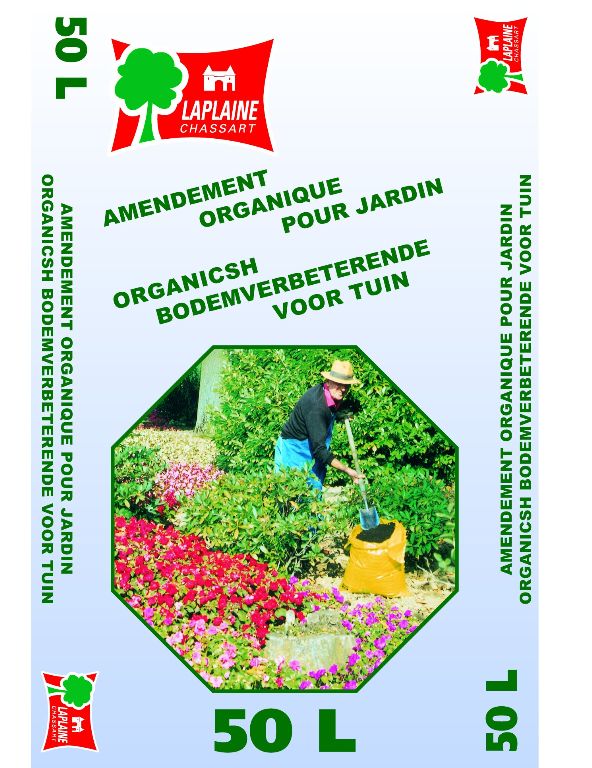 50 L
LAPLAINE
CHASSART
LAPLAINE
CHASSART
AMENDEMENT
ORGANIQUE
POUR JARDIN
ORGANICSH
BODEMVERBETERENDE
VOOR TUIN
AMENDEMENT ORGANIQUE POUR JARDIN
ORGANICSH BODEMVERBETERENDE VOOR TUIN
AMENDEMENT ORGANIQUE POUR JARDIN
ORGANICSH BODEMVERBETERENDE VOOR TUIN
LAPLAINE
CHASSART
50 L
50 L